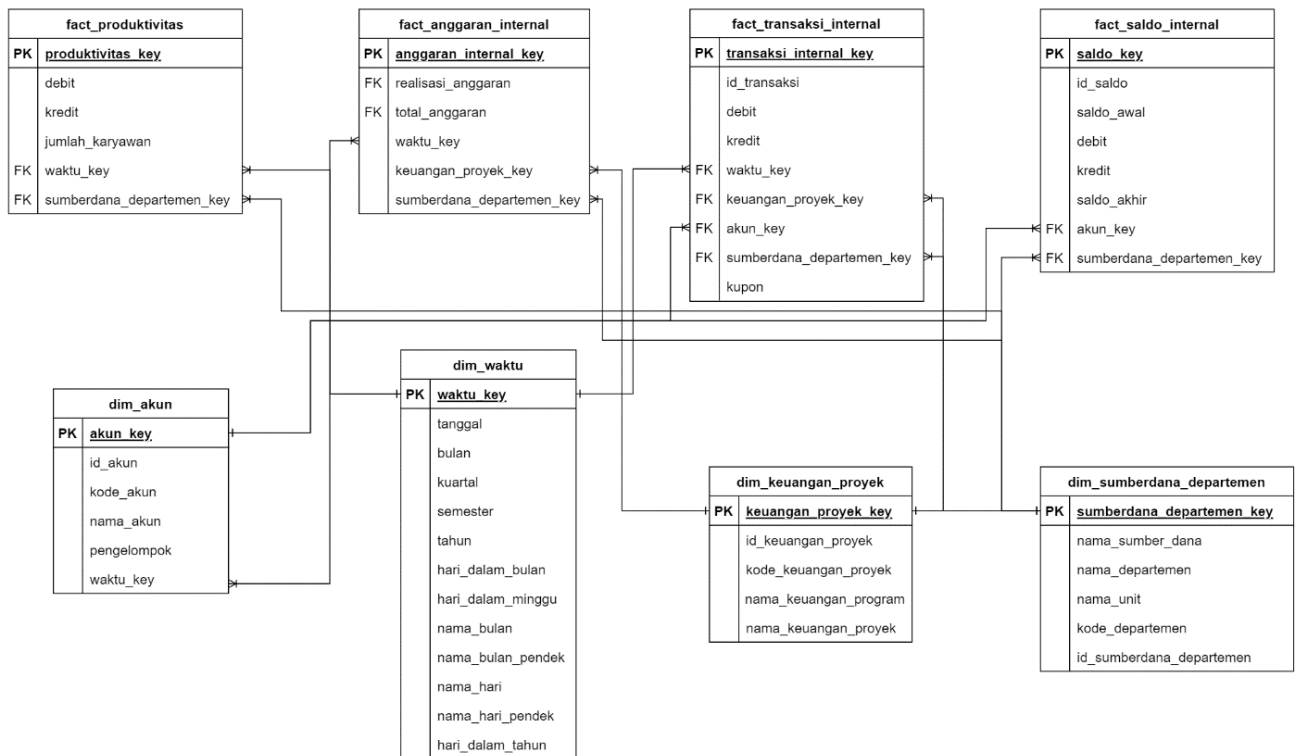 fact_produktivitas
PK produktivitas_key
debit
kredit
jumlah_karyawan
FK waktu_key
FK sumberdana_departemen_key
fact_anggaran_internal
PK anggaran_internal_key
FK realisasi_anggaran
FK total_anggaran
waktu_key
keuangan_proyek_key
sumberdana_departemen_key
fact_transaksi_internal
PK transaksi_internal_key
id_transaksi
debit
kredit
FK waktu_key
FK keuangan_proyek_key
FK akun_key
FK sumberdana_departemen_key
kupon
fact_saldo_internal
PK saldo_key
id_saldo
saldo_awal
debit
kredit
saldo_akhir
FK akun_key
FK sumberdana_departemen_key
dim_akun
PK akun_key
id_akun
kode_akun
nama_akun
pengelompok
waktu_key
dim_waktu
PK waktu_key
tanggal
bulan
kuartal
semester
tahun
hari_dalam_bulan
hari_dalam_minggu
nama_bulan
nama_bulan_pendek
nama_hari
nama_hari_pendek
hari_dalam_tahun
dim_keuangan_proyek
PK keuangan_proyek_key
id_keuangan_proyek
kode_keuangan_proyek
nama_keuangan_program
nama_keuangan_proyek
dim_sumberdana_departemen
PK sumberdana_departemen_key
nama_sumber_dana
nama_departemen
nama_unit
kode_departemen
id_sumberdana_departemen